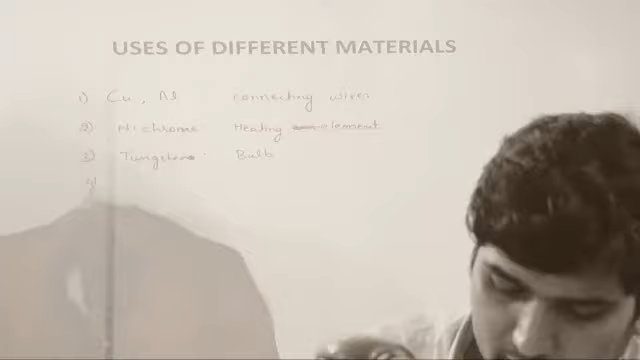 USES OF DIFFERENT MATERIALS
1) Cu, Al connecting wires
2) Nichrome Heating element
3) Tungsten Bulb
4)